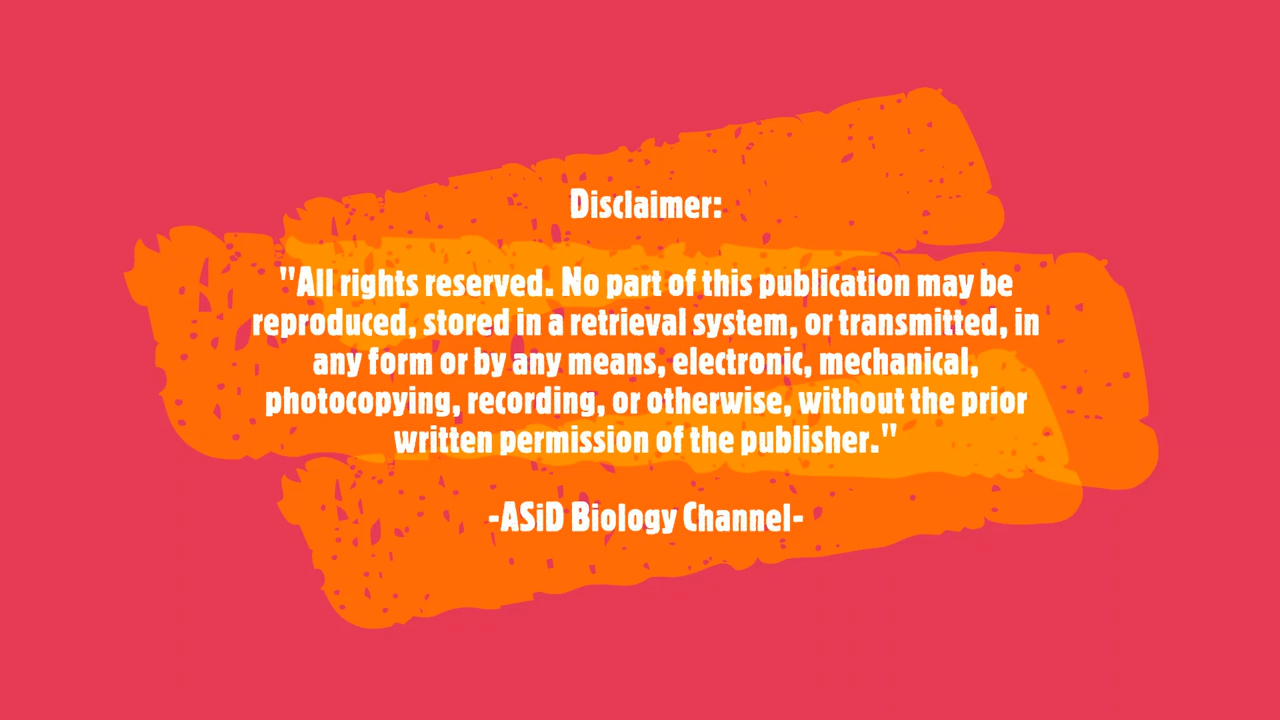 Disclaimer:
"All rights reserved. No part of this publication may be
reproduced, stored in a retrieval system, or transmitted, in
any form or by any means, electronic, mechanical,
photocopying, recording, or otherwise, without the prior
written permission of the publisher."
-ASiD Biology Channel-